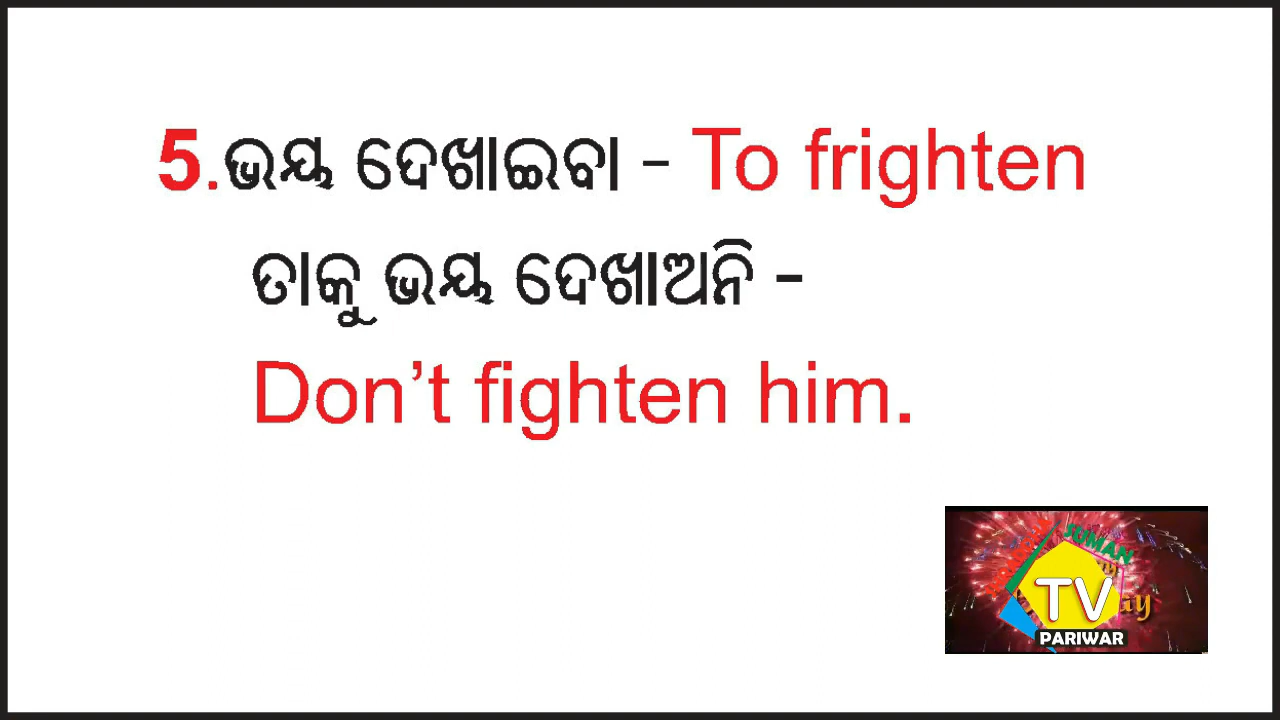 5.ଭୟ ଦେଖାଇବା - To frighten
ତାକୁ ଭୟ ଦେଖାଅନି -
Don't fighten him.
SUMAN
TV
PARIWAR